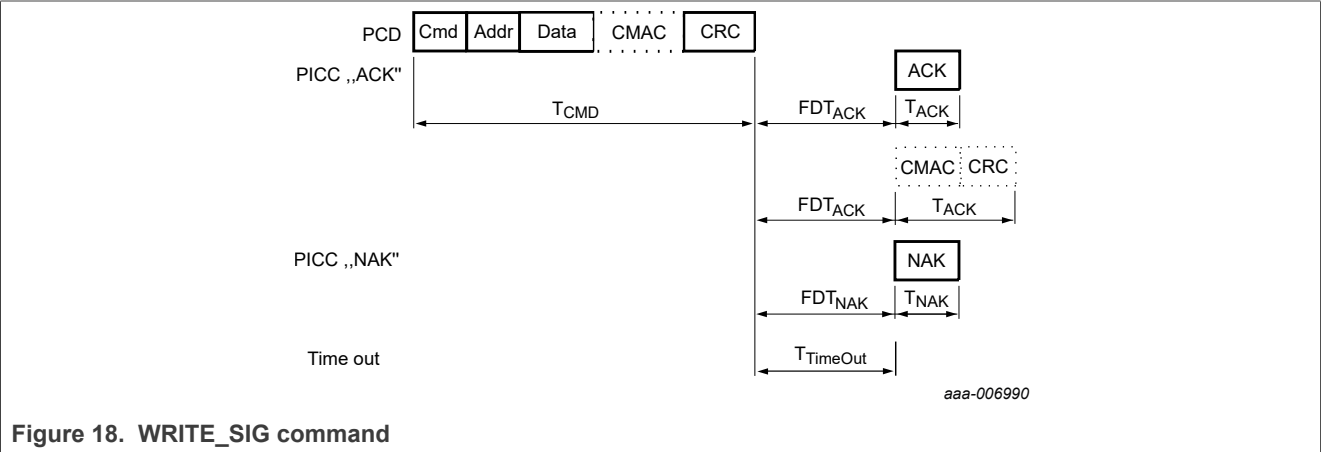 PCD Cmd Addr Data CMAC CRC
PICC ,,ACK" ACK
TCMD FDTACK TACK
CMAC CRC
FDTACK TACK
PICC ,,NAK" NAK
FDTNAK TNAK
Time out TTimeOut
aaa-006990
Figure 18. WRITE_SIG command